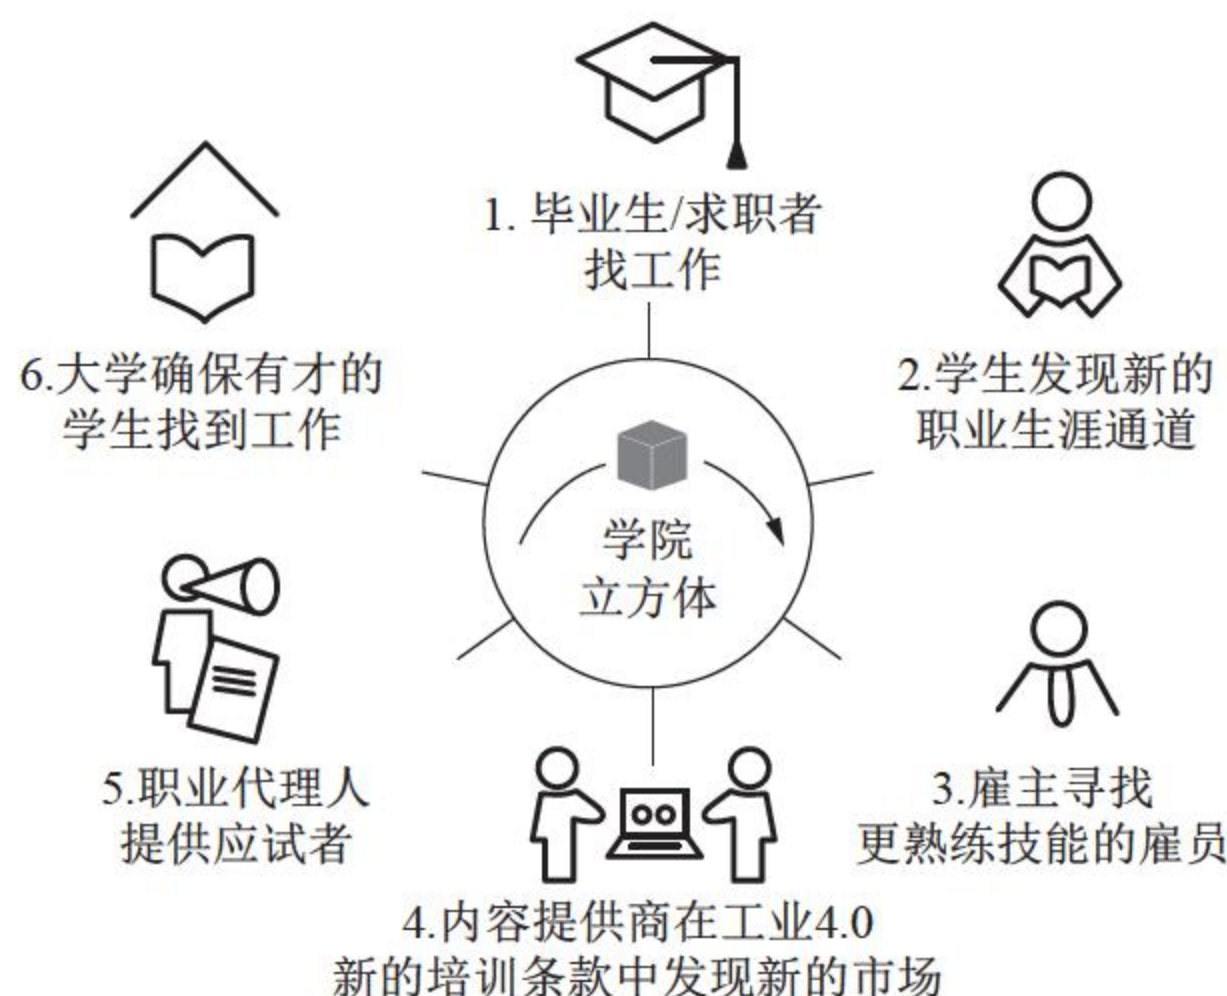 1. 毕业生/求职者
找工作
2.学生发现新的
职业生涯通道
3.雇主寻找
更熟练技能的雇员
4.内容提供商在工业4.0
新的培训条款中发现新的市场
5.职业代理人
提供应试者
6.大学确保有才的
学生找到工作
学院
立方体